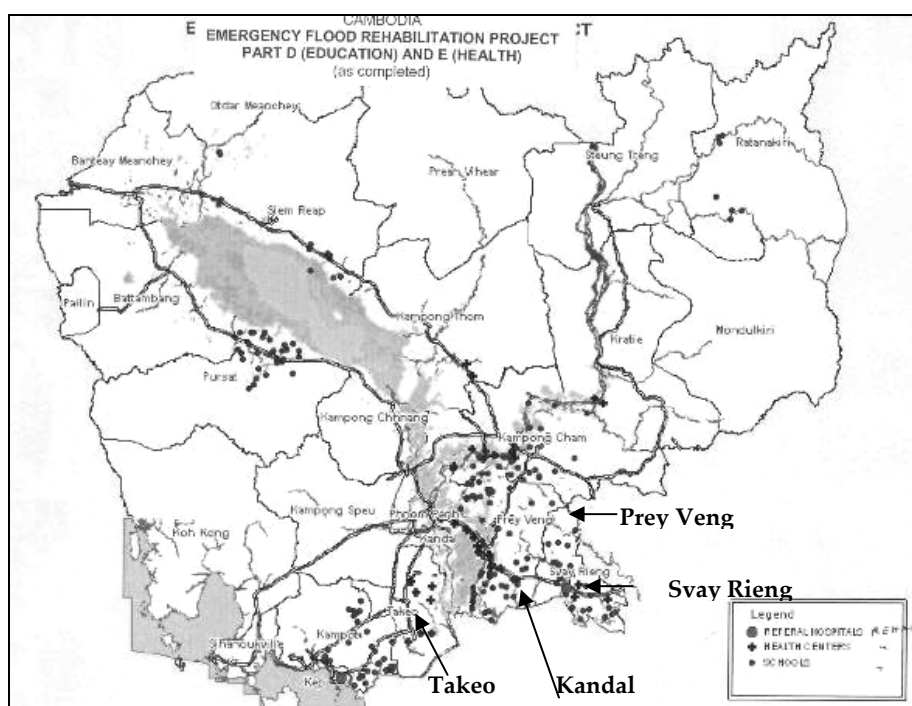 CAMBODIA
E
CT
EMERGENCY FLOOD REHABILITATION PROJECT
PART D (EDUCATION) AND E (HEALTH)
(as completed)
Otdar Meanchey
Banteay Meanchey
Steung Treng
Ratanakiri
Preah Vihear
Siem Reap
Pailin
Battambang
Kampong Thom
Kratie
Mondulkiri
Pursat
Kampong Chhnang
Kampong Cham
Kampong Speu
Phnom Penh
Prey Veng
Prey Veng
Koh Kong
Kandal
Svay Rieng
Svay Rieng
Takeo
Kampot
Sihanoukville
Kep
Takeo
Kandal
Legend
REFERAL HOSPITALS
HEALTH CENTERS
SCHOOLS